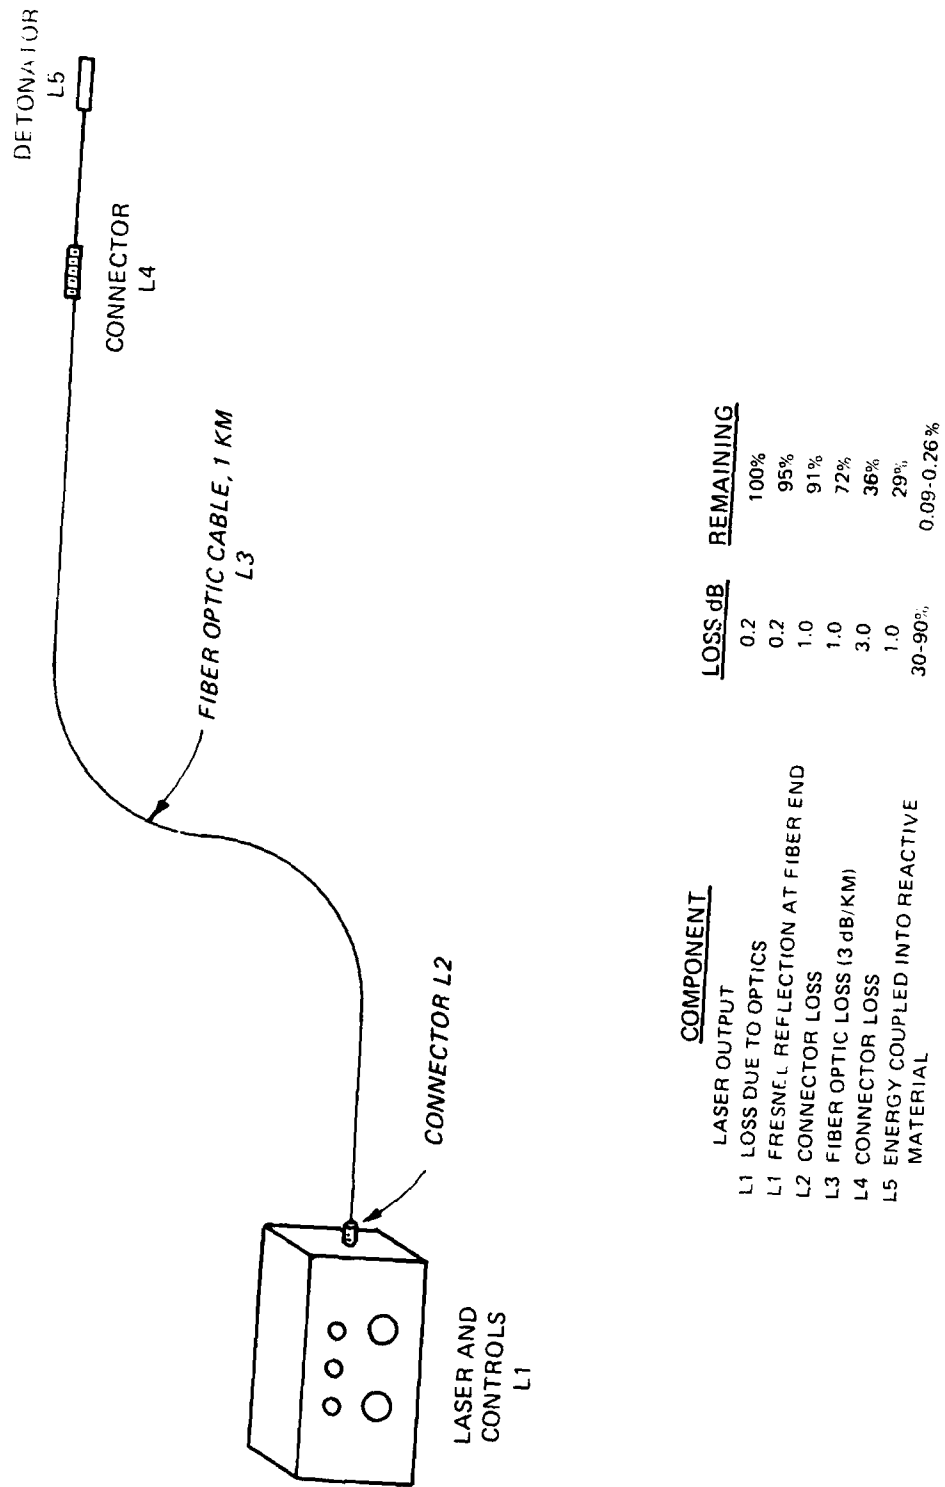 DETONATOR
L5
CONNECTOR
L4
FIBER OPTIC CABLE, 1 KM
L3
CONNECTOR L2
LASER AND
CONTROLS
L1
COMPONENT LOSS dB REMAINING
LASER OUTPUT 0.2 100%
L1 LOSS DUE TO OPTICS 0.2 95%
L1 FRESNEL REFLECTION AT FIBER END 1.0 91%
L2 CONNECTOR LOSS 1.0 72%
L3 FIBER OPTIC LOSS (3 dB/KM) 3.0 36%
L4 CONNECTOR LOSS 1.0 29%
L5 ENERGY COUPLED INTO REACTIVE 30-90% 0.09-0.26%
MATERIAL